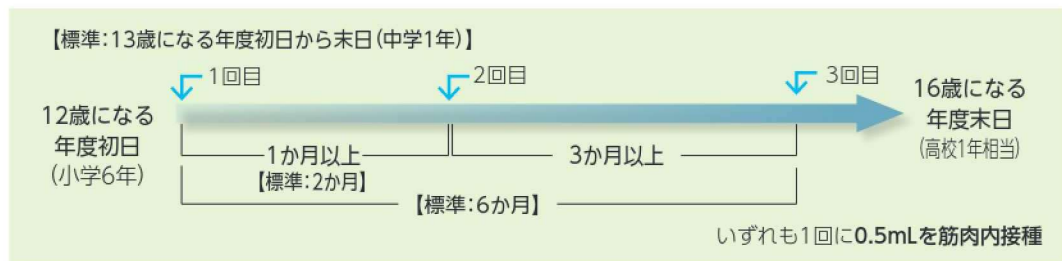 【標準：13歳になる年度初日から末日（中学1年）】
1回目
2回目
3回目
12歳になる
年度初日
（小学6年）
16歳になる
年度末日
（高校1年相当）
1か月以上
【標準：2か月】
3か月以上
【標準：6か月】
いずれも1回に0.5mLを筋肉内接種